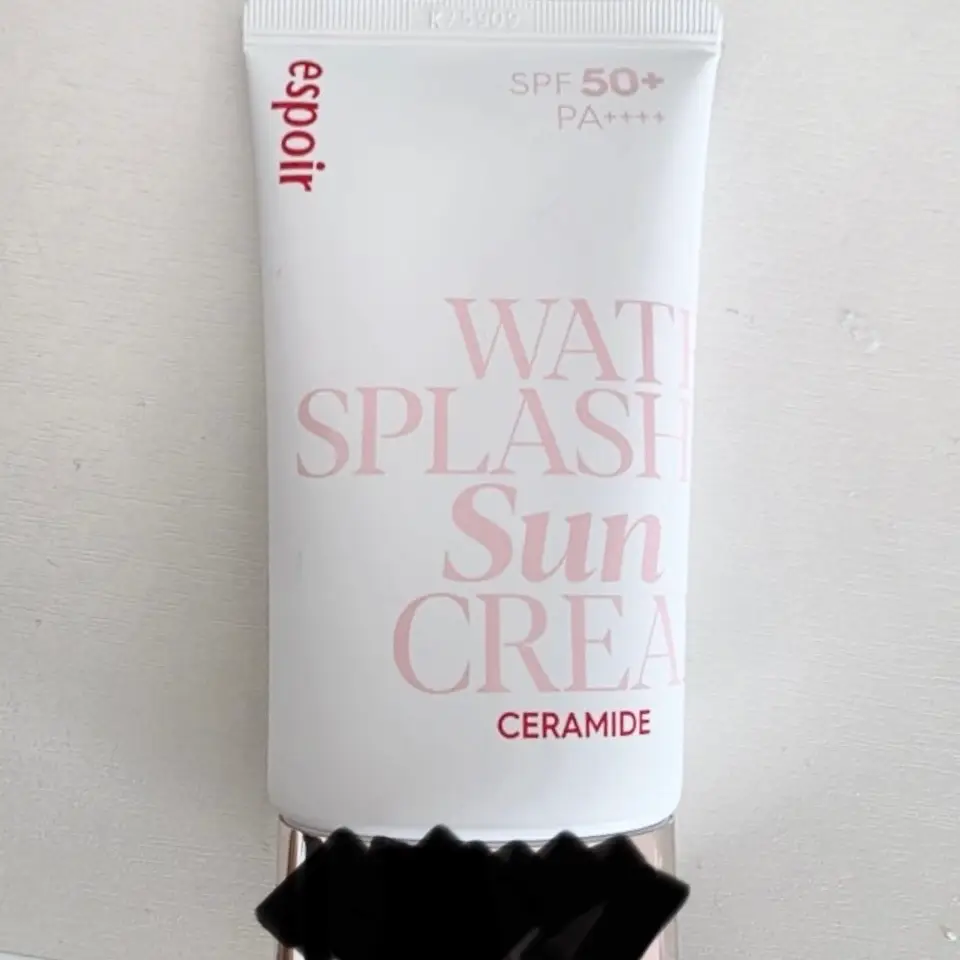 espoir
SPF 50+
PA++++
WAT
SPLASH
Sun
CREA
CERAMIDE